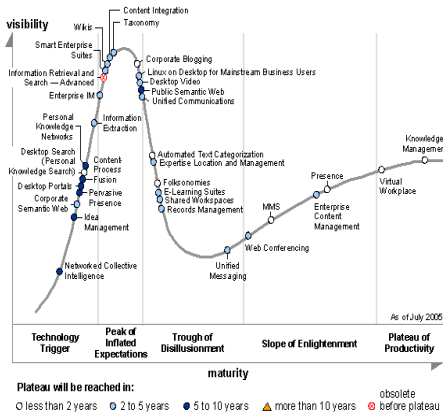 visibility
Content Integration
Taxonomy
Wikis
Smart Enterprise
Suites
Information Retrieval and
Search — Advanced
Enterprise IM
Information
Extraction
Personal
Knowledge
Networks
Desktop Search
(Personal
Knowledge Search)
Content
Process
Fusion
Desktop Portals
Pervasive
Presence
Corporate
Semantic Web
Idea
Management
Networked Collective
Intelligence
Corporate Blogging
Linux on Desktop for Mainstream Business Users
Desktop Video
Public Semantic Web
Unified Communications
Automated Text Categorization
Expertise Location and Management
Folksonomies
E-Learning Suites
Shared Workspaces
Records Management
Unified
Messaging
Web Conferencing
MMS
Presence
Enterprise
Content
Management
Virtual
Workplace
Knowledge
Management
As of July 2005
Technology
Trigger
Peak of
Inflated
Expectations
Trough of
Disillusionment
Slope of Enlightenment
Plateau of
Productivity
maturity
Plateau will be reached in:
less than 2 years
2 to 5 years
5 to 10 years
more than 10 years
obsolete
before plateau